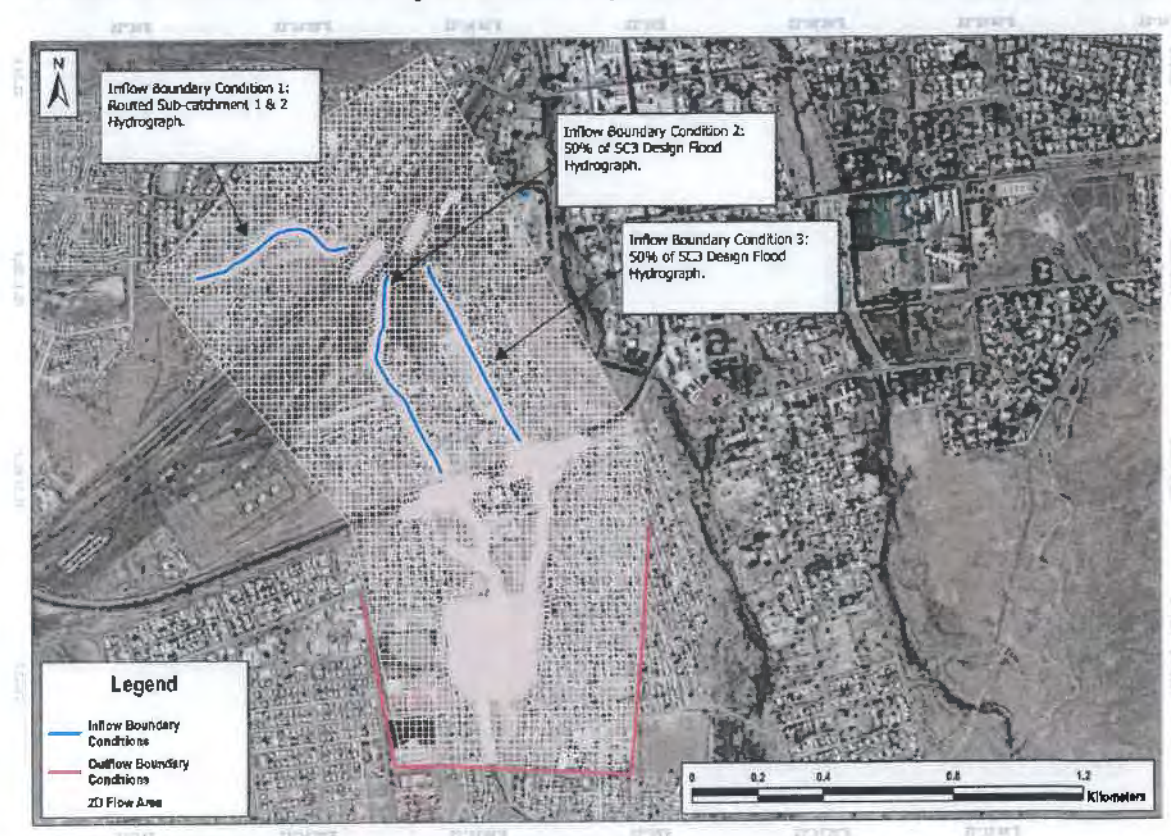 N
Inflow Boundary Condition 1:
Routed Sub-catchment 1 & 2
Hydrograph.
Inflow Boundary Condition 2:
50% of SC3 Design Flood
Hydrograph.
Inflow Boundary Condition 3:
50% of SC3 Design Flood
Hydrograph.
Legend
Inflow Boundary
Conditions
Outflow Boundary
Conditions
2D Flow Area
0 0.2 0.4 0.8 1.2
Kilometers